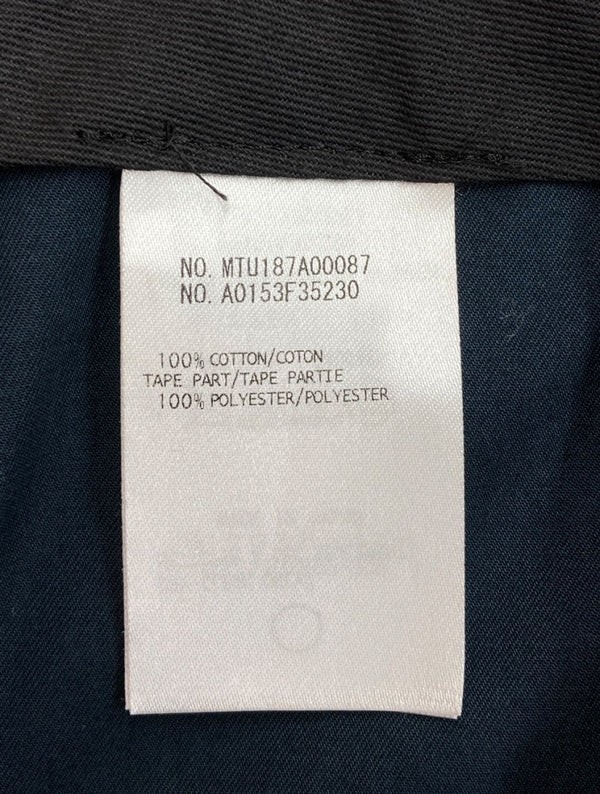 NO. MTU187A00087
NO. A0153F35230
100% COTTON/COTON
TAPE PART/TAPE PARTIE
100% POLYESTER/POLYESTER